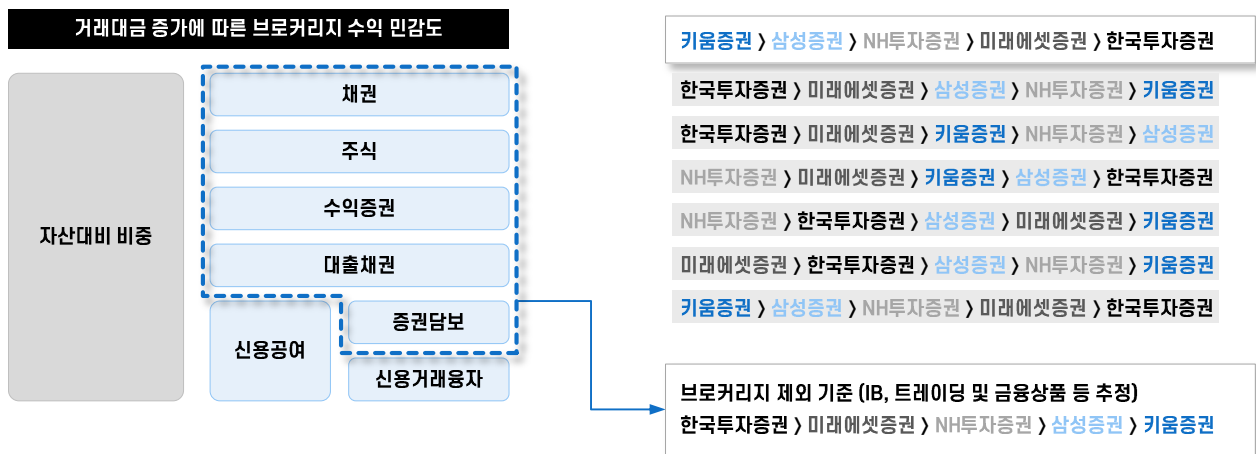 거래대금 증가에 따른 브로커리지 수익 민감도
키움증권 〉삼성증권 〉NH투자증권 〉미래에셋증권 〉한국투자증권
자산대비 비중
채권
한국투자증권 〉미래에셋증권 〉삼성증권 〉NH투자증권 〉키움증권
주식
한국투자증권 〉미래에셋증권 〉키움증권 〉NH투자증권 〉삼성증권
수익증권
NH투자증권 〉미래에셋증권 〉키움증권 〉삼성증권 〉한국투자증권
대출채권
NH투자증권 〉한국투자증권 〉삼성증권 〉미래에셋증권 〉키움증권
신용공여
증권담보
미래에셋증권 〉한국투자증권 〉삼성증권 〉NH투자증권 〉키움증권
신용거래융자
키움증권 〉삼성증권 〉NH투자증권 〉미래에셋증권 〉한국투자증권
브로커리지 제외 기준 (IB, 트레이딩 및 금융상품 등 추정)
한국투자증권 〉미래에셋증권 〉NH투자증권 〉삼성증권 〉키움증권